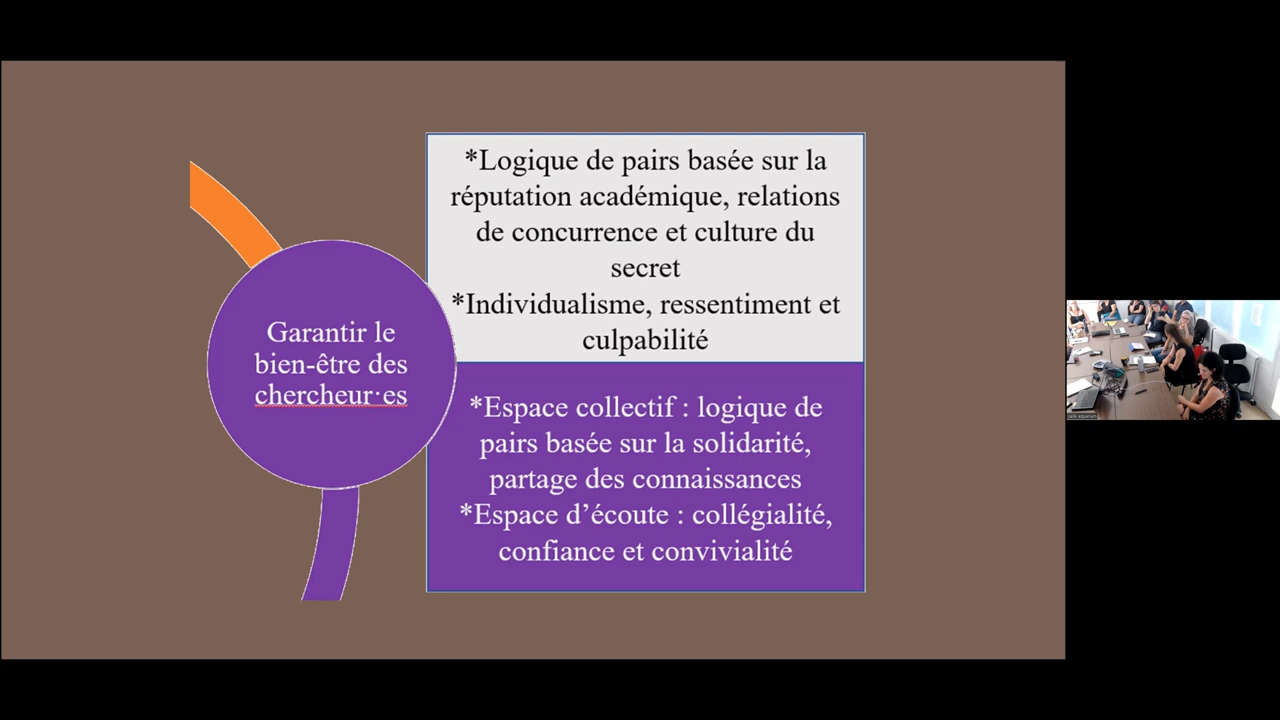 Garantir le
bien-être des
chercheur·es
*Logique de pairs basée sur la
réputation académique, relations
de concurrence et culture du
secret
*Individualisme, ressentiment et
culpabilité
*Espace collectif : logique de
pairs basée sur la solidarité,
partage des connaissances
*Espace d’écoute : collégialité,
confiance et convivialité